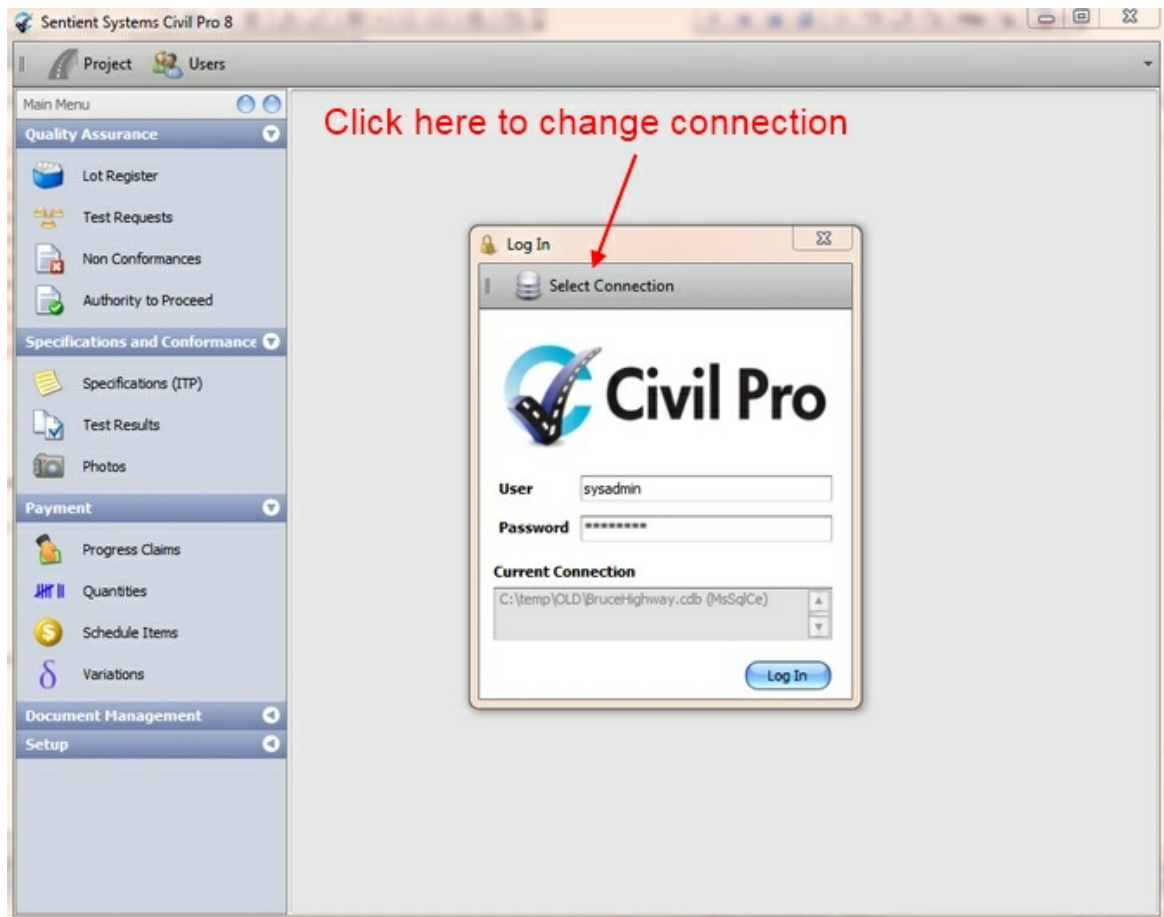 Sentient Systems Civil Pro 8
Project Users
Main Menu
Quality Assurance
Lot Register
Test Requests
Non Conformances
Authority to Proceed
Specifications and Conformance
Specifications (ITP)
Test Results
Photos
Payment
Progress Claims
Quantities
Schedule Items
Variations
Document Management
Setup
Click here to change connection
Log In
Select Connection
Civil Pro
User sysadmin
Password ********
Current Connection
C:\temp\OLD\BruceHighway.cdb (MsSqlCe)
Log In